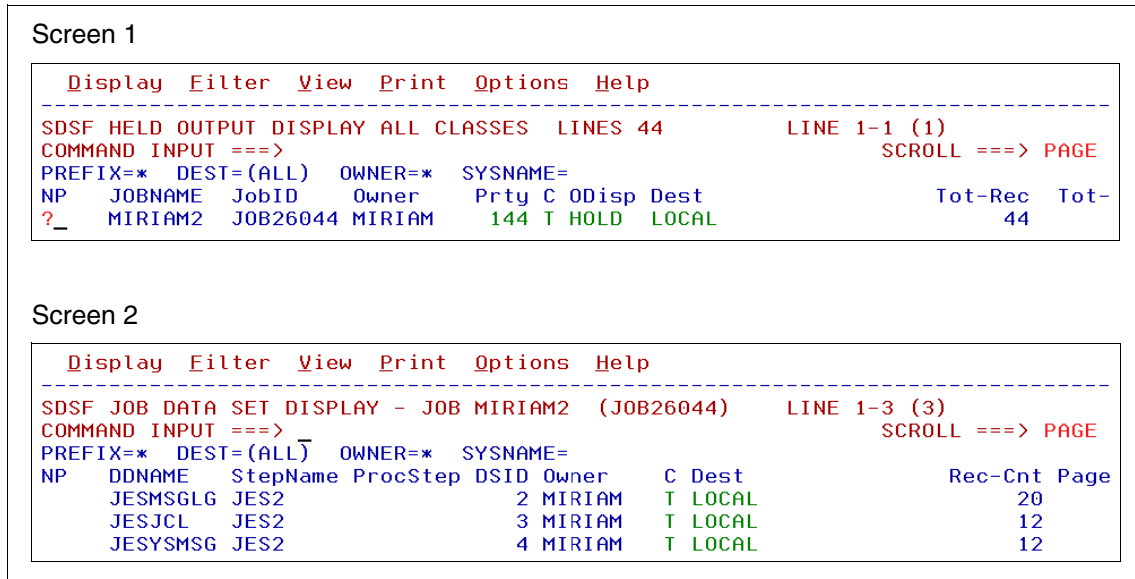 Screen 1
Display Filter View Print Options Help
--------------------------------------------------------------------------------
SDSF HELD OUTPUT DISPLAY ALL CLASSES LINES 44 LINE 1-1 (1)
COMMAND INPUT ===> SCROLL ===> PAGE
PREFIX=* DEST=(ALL) OWNER=* SYSNAME=
NP JOBNAME JobID Owner Prty C ODisp Dest Tot-Rec Tot-
?_ MIRIAM2 JOB26044 MIRIAM 144 T HOLD LOCAL 44
Screen 2
Display Filter View Print Options Help
--------------------------------------------------------------------------------
SDSF JOB DATA SET DISPLAY - JOB MIRIAM2 (JOB26044) LINE 1-3 (3)
COMMAND INPUT ===> _ SCROLL ===> PAGE
PREFIX=* DEST=(ALL) OWNER=* SYSNAME=
NP DDNAME StepName ProcStep DSID Owner C Dest Rec-Cnt Page
JESMSGLG JES2 2 MIRIAM T LOCAL 20
JESJCL JES2 3 MIRIAM T LOCAL 12
JESYSMSG JES2 4 MIRIAM T LOCAL 12